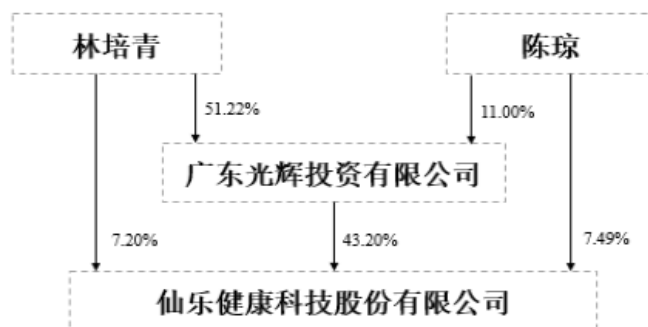 林培青
陈琼
51.22%
11.00%
广东光辉投资有限公司
7.20%
43.20%
7.49%
仙乐健康科技股份有限公司